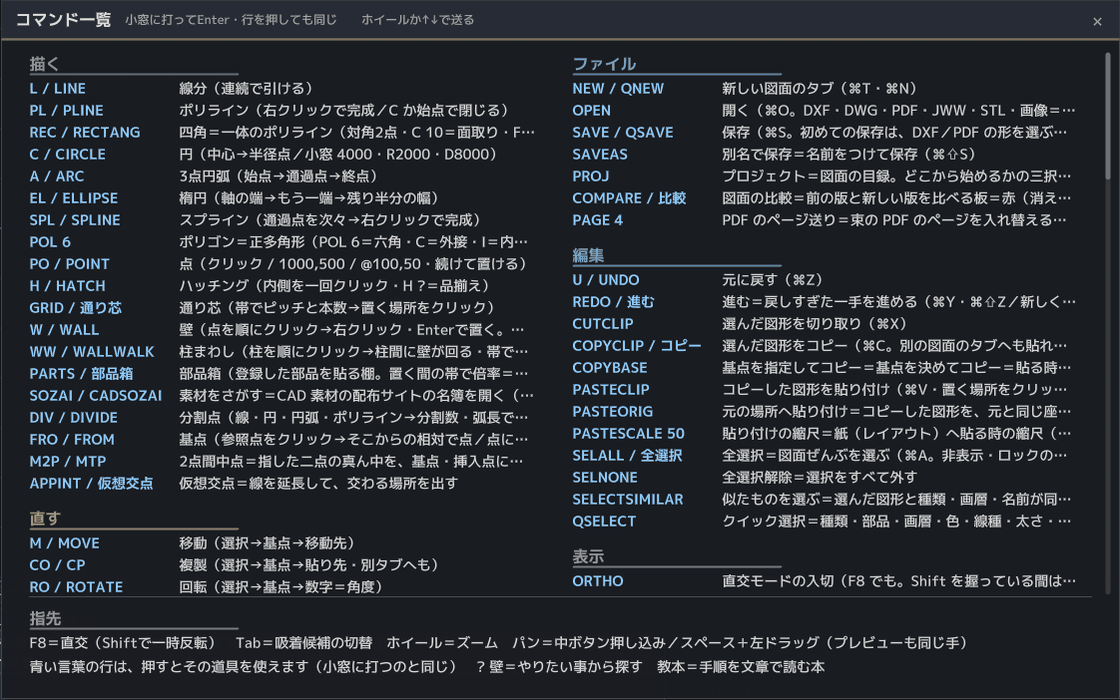 コマンド一覧 小窓に打ってEnter・行を押しても同じ ホイールか↑↓で送る ×
描く
L / LINE 線分（連続で引ける）
PL / PLINE ポリライン（右クリックで完成／C か始点で閉じる）
REC / RECTANG 四角＝一体のポリライン（対角2点・C 10＝面取り・F…
C / CIRCLE 円（中心→半径点／小窓 4000・R2000・D8000）
A / ARC 3点円弧（始点→通過点→終点）
EL / ELLIPSE 楕円（軸の端→もう一端→残り半分の幅）
SPL / SPLINE スプライン（通過点を次々→右クリックで完成）
POL 6 ポリゴン＝正多角形（POL 6＝六角・C＝外接・I＝内…
PO / POINT 点（クリック / 1000,500 / @100,50・続けて置ける）
H / HATCH ハッチング（内側を一回クリック・H ?＝品揃え）
GRID / 通り芯 通り芯（帯でピッチと本数→置く場所をクリック）
W / WALL 壁（点を順にクリック→右クリック・Enterで置く。…
WW / WALLWALK 柱まわし（柱を順にクリック→柱間に壁が回る・帯で…
PARTS / 部品箱 部品箱（登録した部品を貼る棚。置く間の帯で倍率＝…
SOZAI / CADSOZAI 素材をさがす＝CAD 素材の配布サイトの名簿を開く（…
DIV / DIVIDE 分割点（線・円・円弧・ポリライン→分割数・弧長で…
FRO / FROM 基点（参照点をクリック→そこからの相対で点／点に…
M2P / MTP 2点間中点＝指した二点の真ん中を、基点・挿入点に…
APPINT / 仮想交点 仮想交点＝線を延長して、交わる場所を出す
直す
M / MOVE 移動（選択→基点→移動先）
CO / CP 複製（選択→基点→貼り先・別タブへも）
RO / ROTATE 回転（選択→基点→数字＝角度）
ファイル
NEW / QNEW 新しい図面のタブ（⌘T・⌘N）
OPEN 開く（⌘O。DXF・DWG・PDF・JWW・STL・画像＝…
SAVE / QSAVE 保存（⌘S。初めての保存は、DXF／PDF の形を選ぶ…
SAVEAS 別名で保存＝名前をつけて保存（⌘⇧S）
PROJ プロジェクト＝図面の目録。どこから始めるかの三択…
COMPARE / 比較 図面の比較＝前の版と新しい版を比べる板＝赤（消え…
PAGE 4 PDF のページ送り＝束の PDF のページを入れ替える…
編集
U / UNDO 元に戻す（⌘Z）
REDO / 進む 進む＝戻しすぎた一手を進める（⌘Y・⌘⇧Z／新しく…
CUTCLIP 選んだ図形を切り取り（⌘X）
COPYCLIP / コピー 選んだ図形をコピー（⌘C。別の図面のタブへも貼れ…
COPYBASE 基点を指定してコピー＝基点を決めてコピー＝貼る時…
PASTECLIP コピーした図形を貼り付け（⌘V・置く場所をクリッ…
PASTEORIG 元の場所へ貼り付け＝コピーした図形を、元と同じ座…
PASTESCALE 50 貼り付けの縮尺＝紙（レイアウト）へ貼る時の縮尺（…
SELALL / 全選択 全選択＝図面ぜんぶを選ぶ（⌘A。非表示・ロックの…
SELNONE 全選択解除＝選択をすべて外す
SELECTSIMILAR 似たものを選ぶ＝選んだ図形と種類・画層・名前が同…
QSELECT クイック選択＝種類・部品・画層・色・線種・太さ・…
表示
ORTHO 直交モードの入切（F8 でも。Shift を握っている間は…
指先
F8＝直交（Shiftで一時反転） Tab＝吸着候補の切替 ホイール＝ズーム パン＝中ボタン押し込み／スペース＋左ドラッグ（プレビューも同じ手）
青い言葉の行は、押すとその道具を使えます（小窓に打つのと同じ） ? 壁＝やりたい事から探す 教本＝手順を文章で読む本